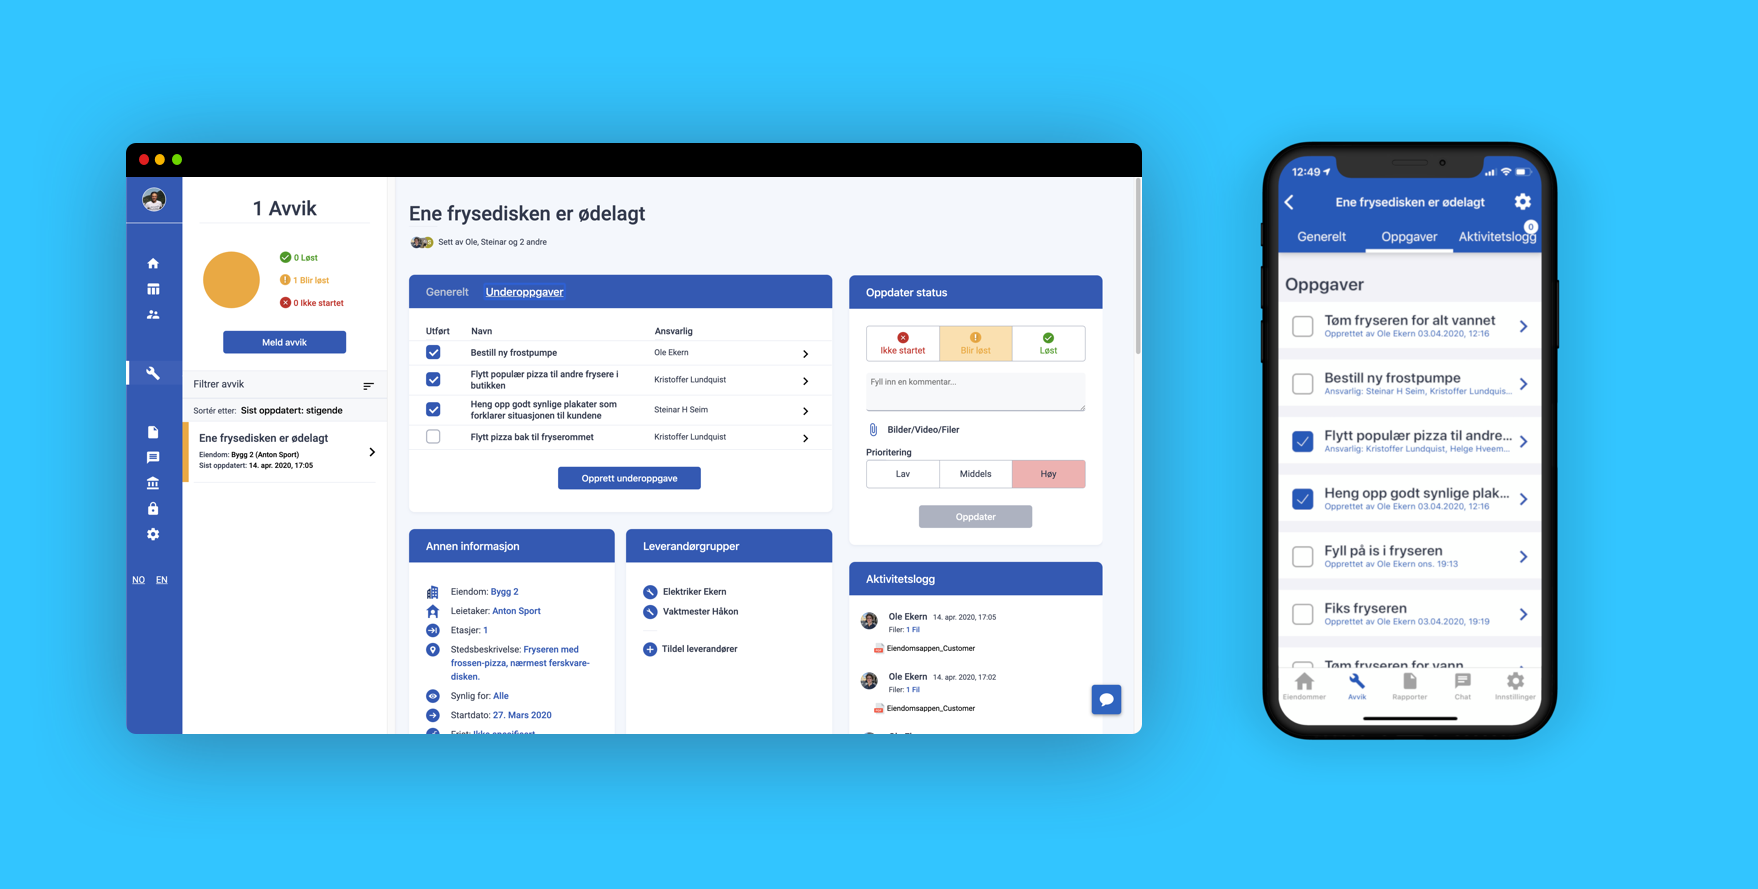 NO EN
1 Avvik
0 Løst
1 Blir løst
0 Ikke startet
Meld avvik
Filtrer avvik
Sortér etter: Sist oppdatert: stigende
Ene frysedisken er ødelagt
Eiendom: Bygg 2 (Anton Sport)
Sist oppdatert: 14. apr. 2020, 17:05
Ene frysedisken er ødelagt
S
Sett av Ole, Steinar og 2 andre
Generelt Underoppgaver
Utført Navn Ansvarlig
Bestill ny frostpumpe Ole Ekern
Flytt populær pizza til andre frysere i
butikken
Kristoffer Lundquist
Heng opp godt synlige plakater som
forklarer situasjonen til kundene
Steinar H Seim
Flytt pizza bak til fryserommet Kristoffer Lundquist
Opprett underoppgave
Annen informasjon
Eiendom: Bygg 2
Leietaker: Anton Sport
Etasjer: 1
Stedsbeskrivelse: Fryseren med
frossen-pizza, nærmest ferskvare-
disken.
Synlig for: Alle
Startdato: 27. Mars 2020
Frist: Ikke spesifisert
Leverandørgrupper
Elektriker Ekern
Vaktmester Håkon
Tildel leverandører
Oppdater status
Ikke startet Blir løst Løst
Fyll inn en kommentar...
Bilder/Video/Filer
Prioritering
Lav Middels Høy
Oppdater
Aktivitetslogg
Ole Ekern 14. apr. 2020, 17:05
Filer: 1 Fil
Eiendomsappen_Customer
Ole Ekern 14. apr. 2020, 17:02
Filer: 1 Fil
Eiendomsappen_Customer
12:49
Ene frysedisken er ødelagt
0
Generelt Oppgaver Aktivitetslogg
Oppgaver
Tøm fryseren for alt vannet
Opprettet av Ole Ekern 03.04.2020, 12:16
Bestill ny frostpumpe
Ansvarlig: Steinar H Seim, Kristoffer Lundquis...
Flytt populær pizza til andre...
Ansvarlig: Kristoffer Lundquist, Helge Hveem...
Heng opp godt synlige plak...
Opprettet av Ole Ekern 03.04.2020, 12:16
Fyll på is i fryseren
Opprettet av Ole Ekern ons. 19:13
Fiks fryseren
Opprettet av Ole Ekern 03.04.2020, 19:19
Tøm fryseren for vann
Eiendommer Avvik Rapporter Chat Innstillinger